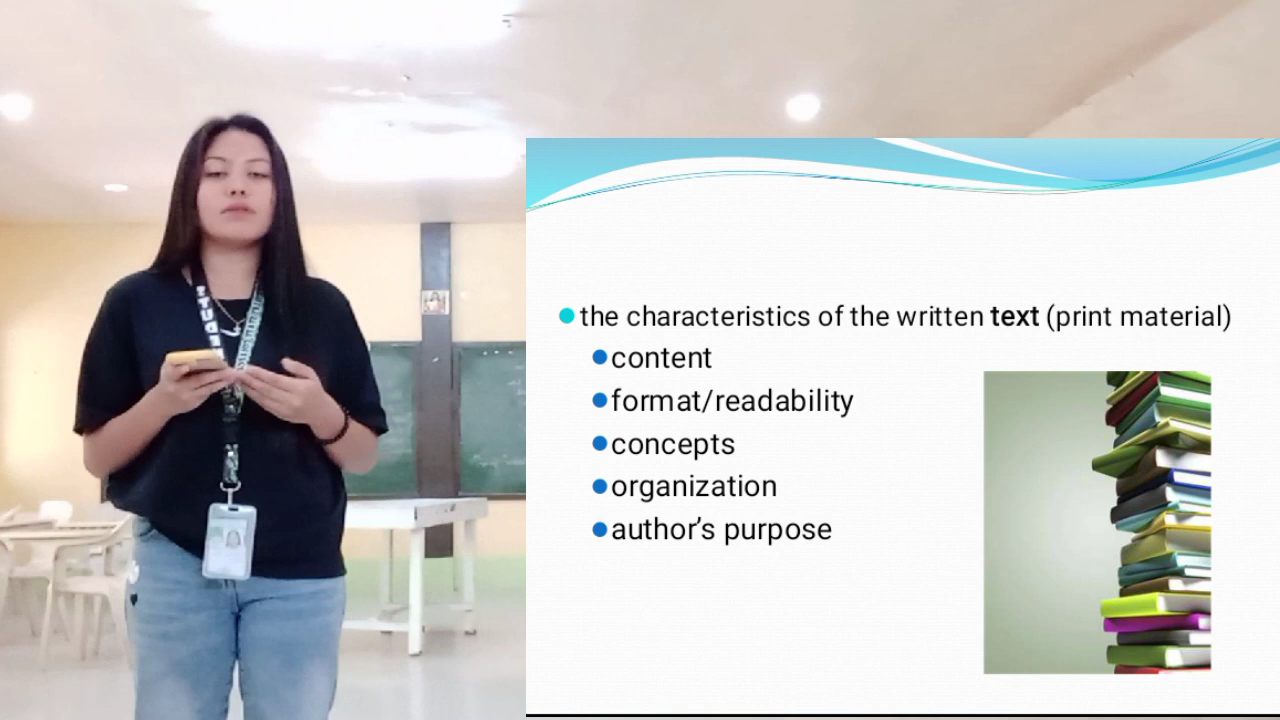 the characteristics of the written text (print material)
content
format/readability
concepts
organization
author's purpose